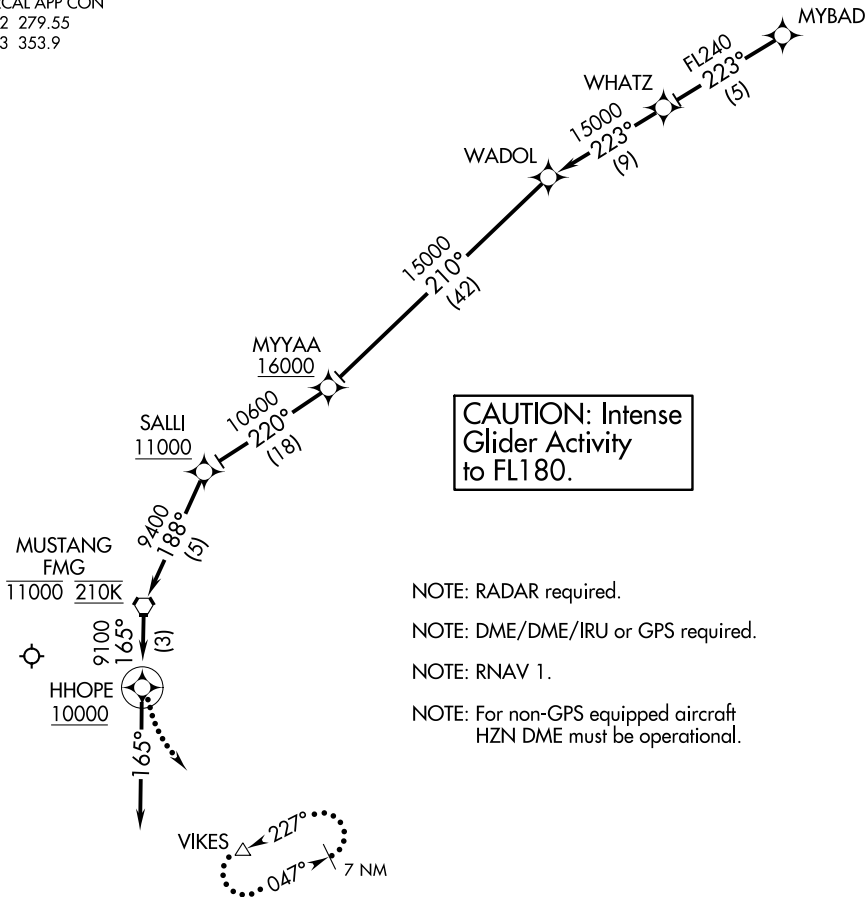 CAL APP CON
2 279.55
3 353.9
MYBAD
FL240
223°
(5)
WHATZ
15000
223°
(9)
WADOL
15000
210°
(42)
MYYAA
16000
10600
220°
(18)
SALLI
11000
CAUTION: Intense
Glider Activity
to FL180.
9400
188°
(5)
MUSTANG
FMG
11000 210K
9100
165°
(3)
HHOPE
10000
165°
NOTE: RADAR required.
NOTE: DME/DME/IRU or GPS required.
NOTE: RNAV 1.
NOTE: For non-GPS equipped aircraft
HZN DME must be operational.
VIKES
227°
047°
7 NM